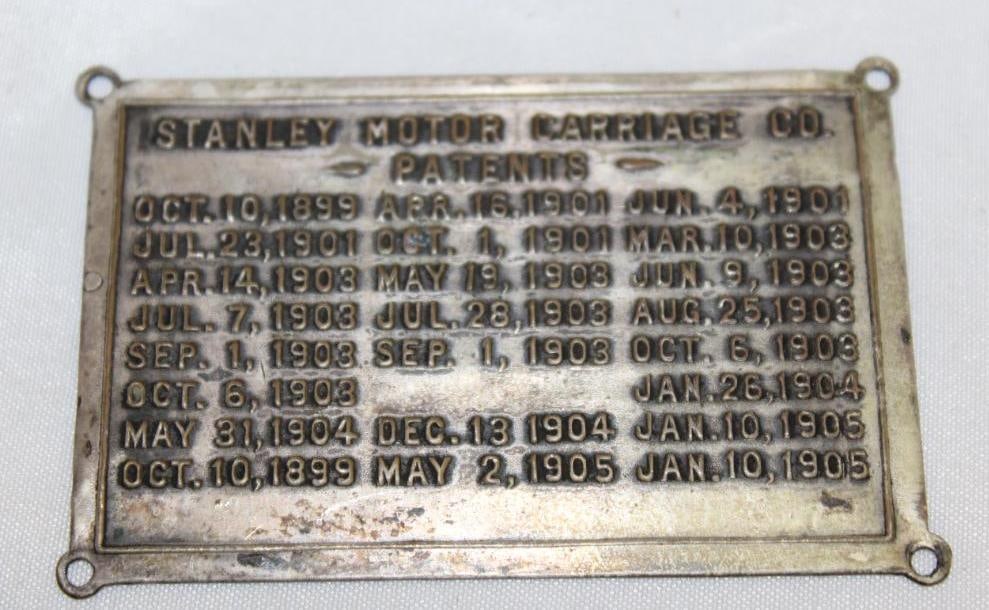 STANLEY MOTOR CARRIAGE CO.
PATENTS
OCT.10,1899 APR.16,1901 JUN.4,1901
JUL.23,1901 OCT. 1, 1901 MAR.10,1903
APR.14,1903 MAY 19, 1903 JUN. 9, 1903
JUL. 7, 1903 JUL.28,1903 AUG.25,1903
SEP. 1, 1903 SEP. 1, 1903 OCT. 6, 1903
OCT. 6, 1903 JAN.26,1904
MAY 31,1904 DEC.13 1904 JAN.10,1905
OCT.10,1899 MAY 2, 1905 JAN.10,1905